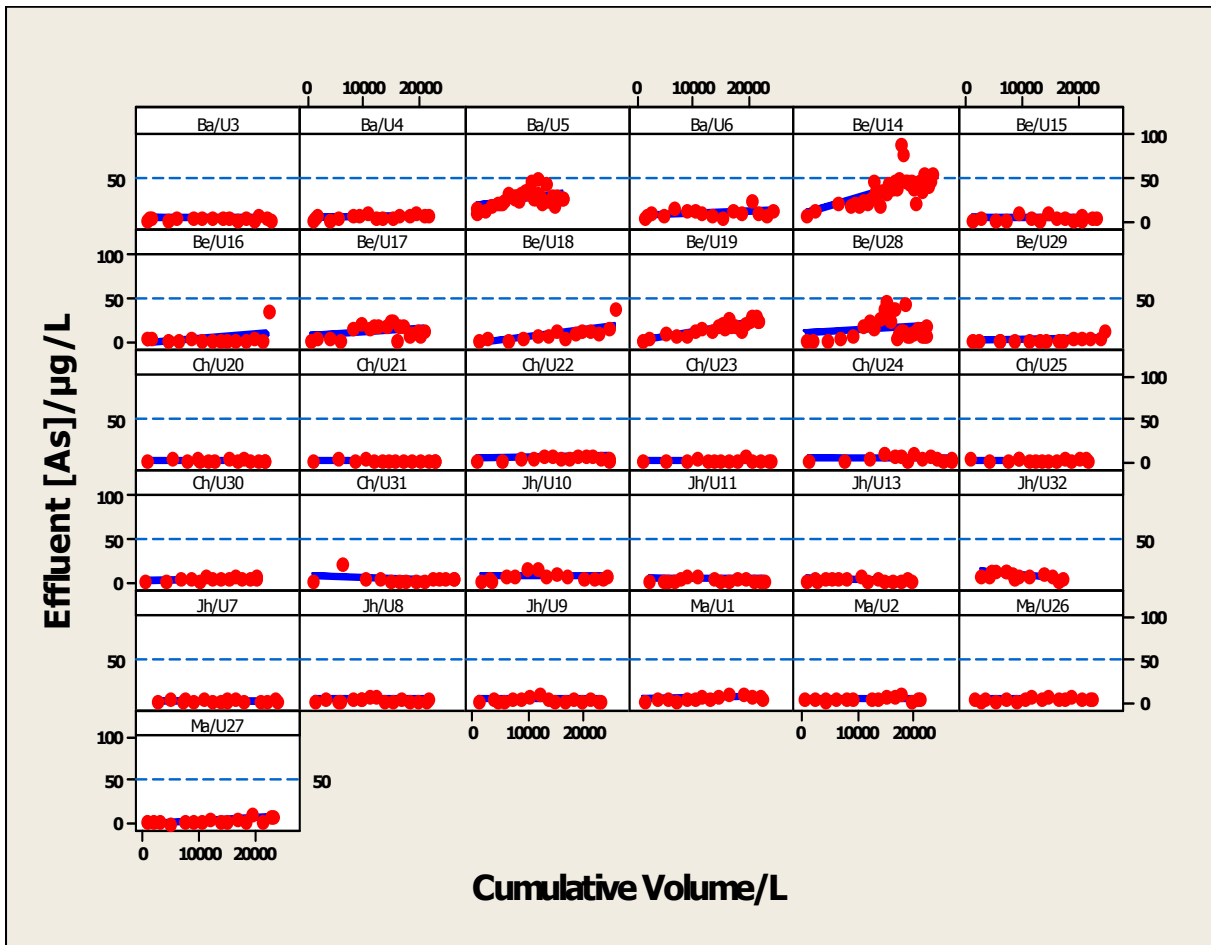 0 10000 20000 0 10000 20000 0 10000 20000
Ba/U3 Ba/U4 Ba/U5 Ba/U6 Be/U14 Be/U15
100
50 50
0
Be/U16 Be/U17 Be/U18 Be/U19 Be/U28 Be/U29
100
50 50
0
Ch/U20 Ch/U21 Ch/U22 Ch/U23 Ch/U24 Ch/U25
100
50 50
0
Ch/U30 Ch/U31 Jh/U10 Jh/U11 Jh/U13 Jh/U32
100
50 50
0
Jh/U7 Jh/U8 Jh/U9 Ma/U1 Ma/U2 Ma/U26
100
50 50
0
Ma/U27
100
50 50
0
0 10000 20000 0 10000 20000 0 10000 20000
Effluent [As]/µg/L
Cumulative Volume/L